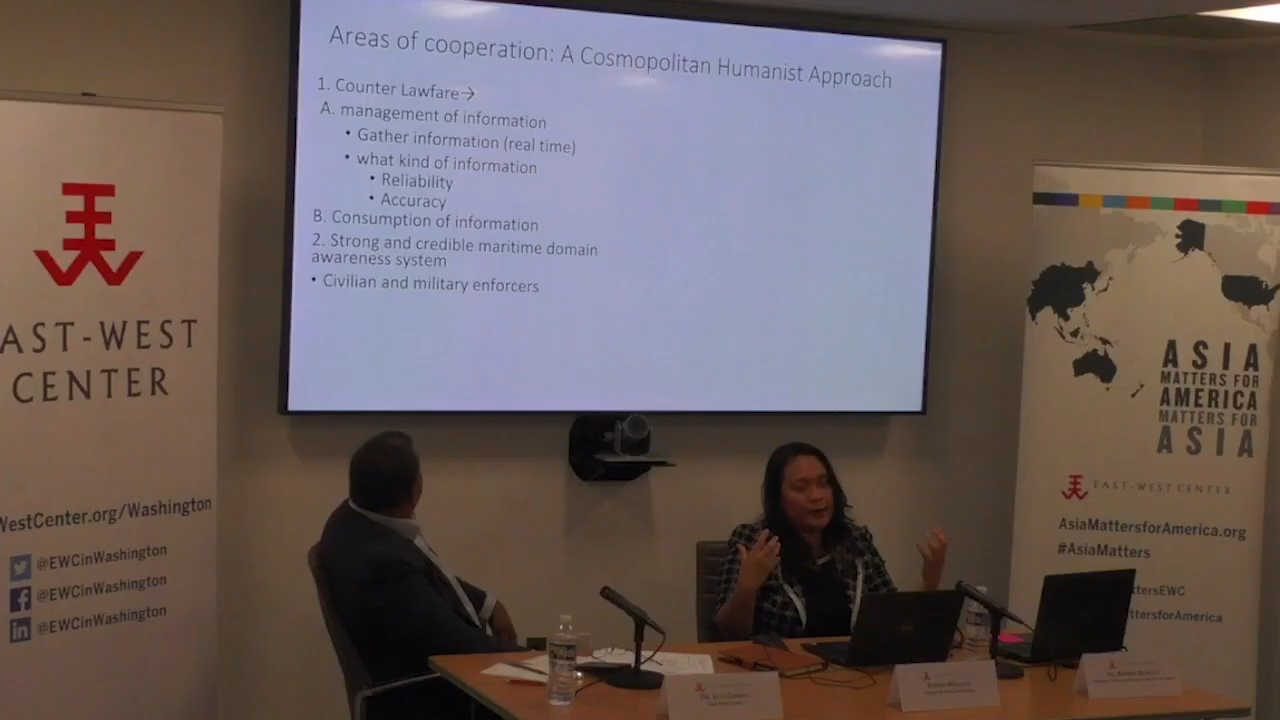 Areas of cooperation: A Cosmopolitan Humanist Approach
1. Counter Lawfare→
A. management of information
• Gather information (real time)
• what kind of information
• Reliability
• Accuracy
B. Consumption of information
2. Strong and credible maritime domain
awareness system
• Civilian and military enforcers
AST-WEST
CENTER
WestCenter.org/Washington
@EWCinWashington
@EWCinWashington
@EWCinWashington
ASIA
MATTERS FOR
AMERICA
MATTERS FOR
ASIA
EAST-WEST CENTER
AsiaMattersforAmerica.org
#AsiaMatters
ttersEWC
ttersforAmerica